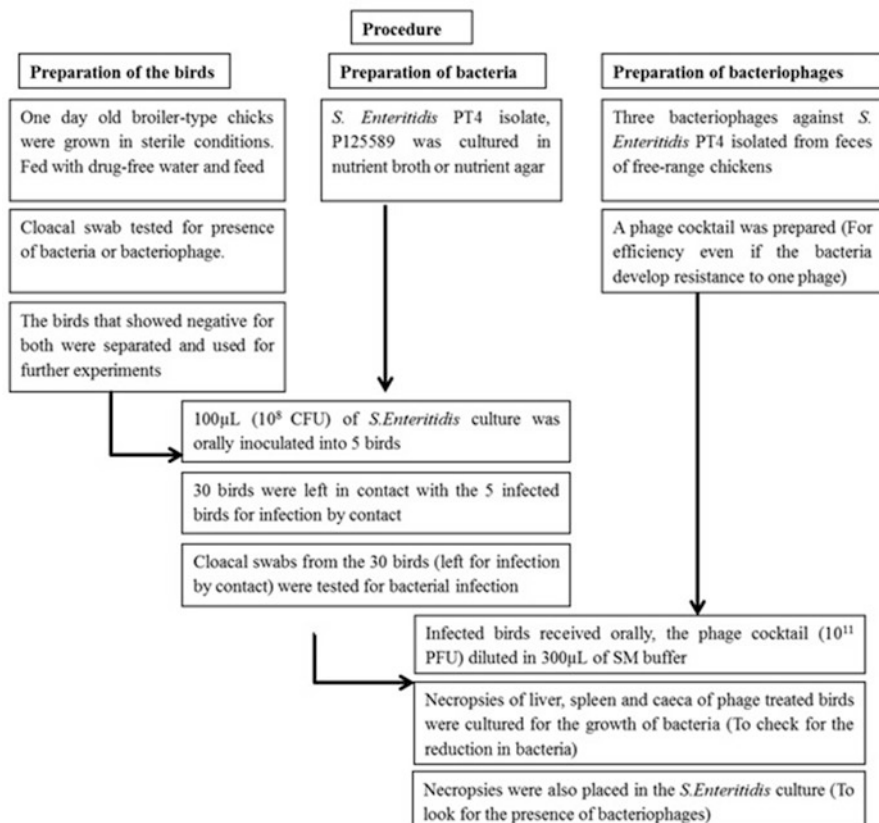 Procedure
Preparation of the birds
One day old broiler-type chicks
were grown in sterile conditions.
Fed with drug-free water and feed
Cloacal swab tested for presence
of bacteria or bacteriophage.
The birds that showed negative for
both were separated and used for
further experiments
Preparation of bacteria
S. Enteritidis PT4 isolate,
P125589 was cultured in
nutrient broth or nutrient agar
Preparation of bacteriophages
Three bacteriophages against S.
Enteritidis PT4 isolated from feces
of free-range chickens
A phage cocktail was prepared (For
efficiency even if the bacteria
develop resistance to one phage)
100µL (10⁸ CFU) of S.Enteritidis culture was
orally inoculated into 5 birds
30 birds were left in contact with the 5 infected
birds for infection by contact
Cloacal swabs from the 30 birds (left for infection
by contact) were tested for bacterial infection
Infected birds received orally, the phage cocktail (10¹¹
PFU) diluted in 300µL of SM buffer
Necropsies of liver, spleen and caeca of phage treated birds
were cultured for the growth of bacteria (To check for the
reduction in bacteria)
Necropsies were also placed in the S.Enteritidis culture (To
look for the presence of bacteriophages)